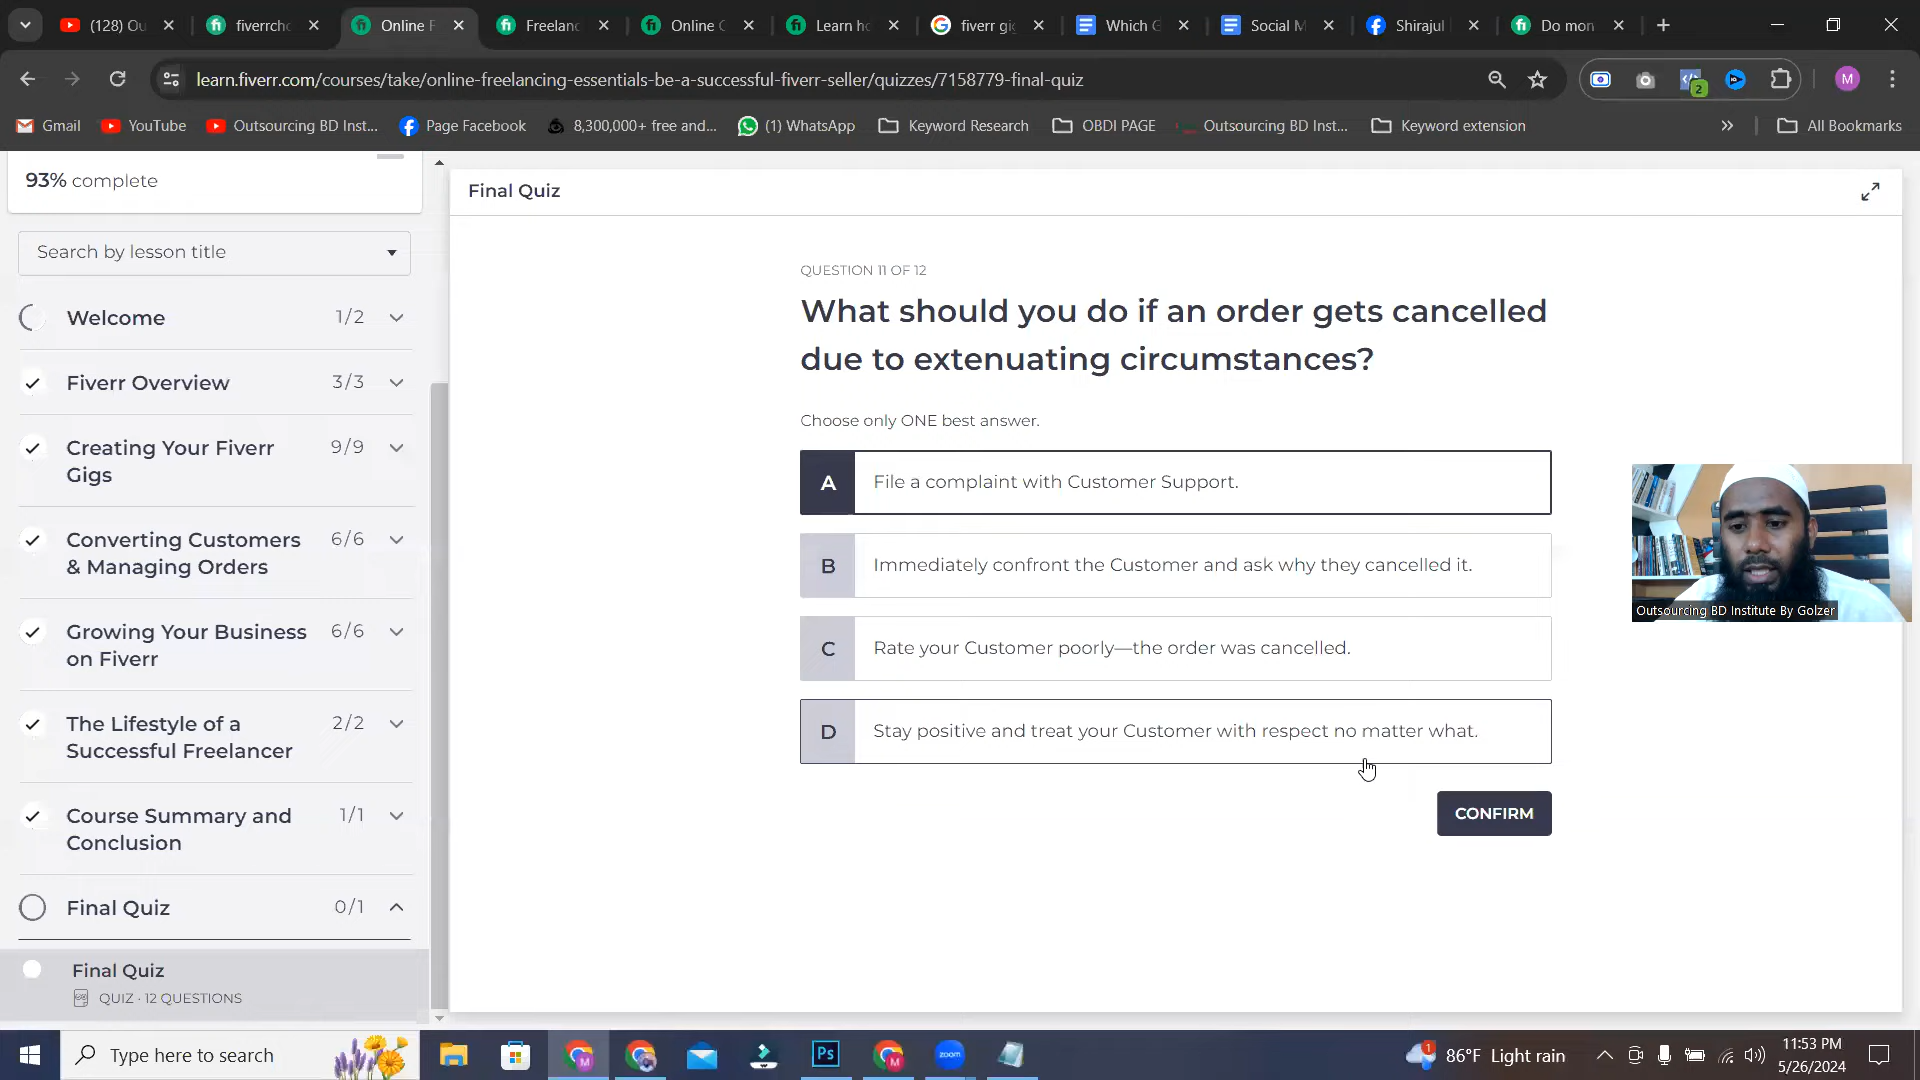 (128) Ou
fiverrcho
Online F
Freelanc
Online C
Learn ho
fiverr gig
Which G
Social M
Shirajul
Do mon
learn.fiverr.com/courses/take/online-freelancing-essentials-be-a-successful-fiverr-seller/quizzes/7158779-final-quiz
2
M
Gmail
YouTube
Outsourcing BD Inst...
Page Facebook
8,300,000+ free and...
(1) WhatsApp
Keyword Research
OBDI PAGE
Outsourcing BD Inst...
Keyword extension
All Bookmarks
93% complete
Search by lesson title
Welcome 1/2
Fiverr Overview 3/3
Creating Your Fiverr 9/9
Gigs
Converting Customers 6/6
& Managing Orders
Growing Your Business 6/6
on Fiverr
The Lifestyle of a 2/2
Successful Freelancer
Course Summary and 1/1
Conclusion
Final Quiz 0/1
Final Quiz
QUIZ · 12 QUESTIONS
Final Quiz
QUESTION 11 OF 12
What should you do if an order gets cancelled
due to extenuating circumstances?
Choose only ONE best answer.
A File a complaint with Customer Support.
B Immediately confront the Customer and ask why they cancelled it.
C Rate your Customer poorly—the order was cancelled.
D Stay positive and treat your Customer with respect no matter what.
CONFIRM
Outsourcing BD Institute By Golzer
Type here to search
Ps
zoom
1
86°F Light rain
11:53 PM
5/26/2024